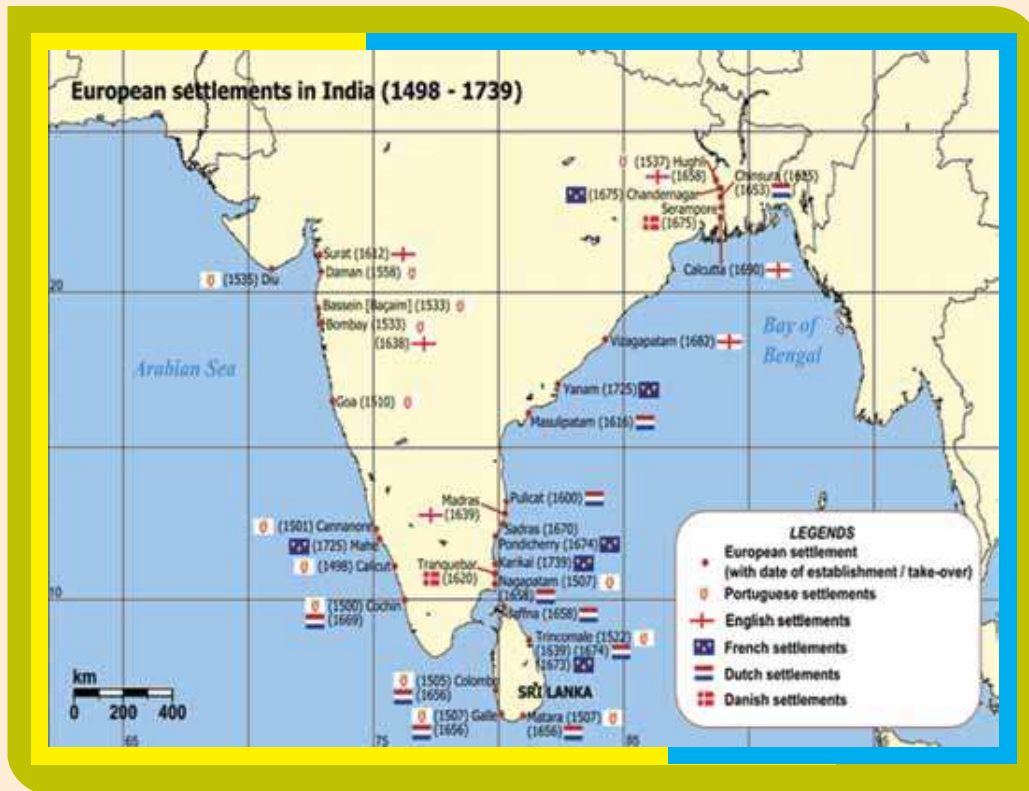 European settlements in India (1498 - 1739)
(1537) Hughli
(1658)
Chinsura (1655)
(1653)
(1675) Chandernagar
Serampore
(1675)
Surat (1612)
Daman (1558)
(1535) Diu
Calcutta (1690)
20
Bassein [Baçaim] (1533)
Bombay (1533)
(1638)
Bay of
Bengal
Vizagapatam (1682)
Arabian Sea
Yanam (1725)
Goa (1510)
Masulipatam (1616)
Pulicat (1600)
Madras
(1639)
Sadras (1670)
(1501) Cannanore
Pondicherry (1674)
(1725) Mahe
Karikal (1739)
Tranquebar
(1620)
(1498) Calicut
Nagapatam (1507)
(1658)
10
(1500) Cochin
(1669)
Jaffna (1658)
Trincomale (1522)
(1639) (1674)
(1673)
(1505) Colombo
(1656)
SRI LANKA
(1507) Galle
(1656)
Matara (1507)
(1656)
LEGENDS
European settlement
(with date of establishment / take-over)
Portuguese settlements
English settlements
French settlements
Dutch settlements
Danish settlements
km
0 200 400
65 75 85